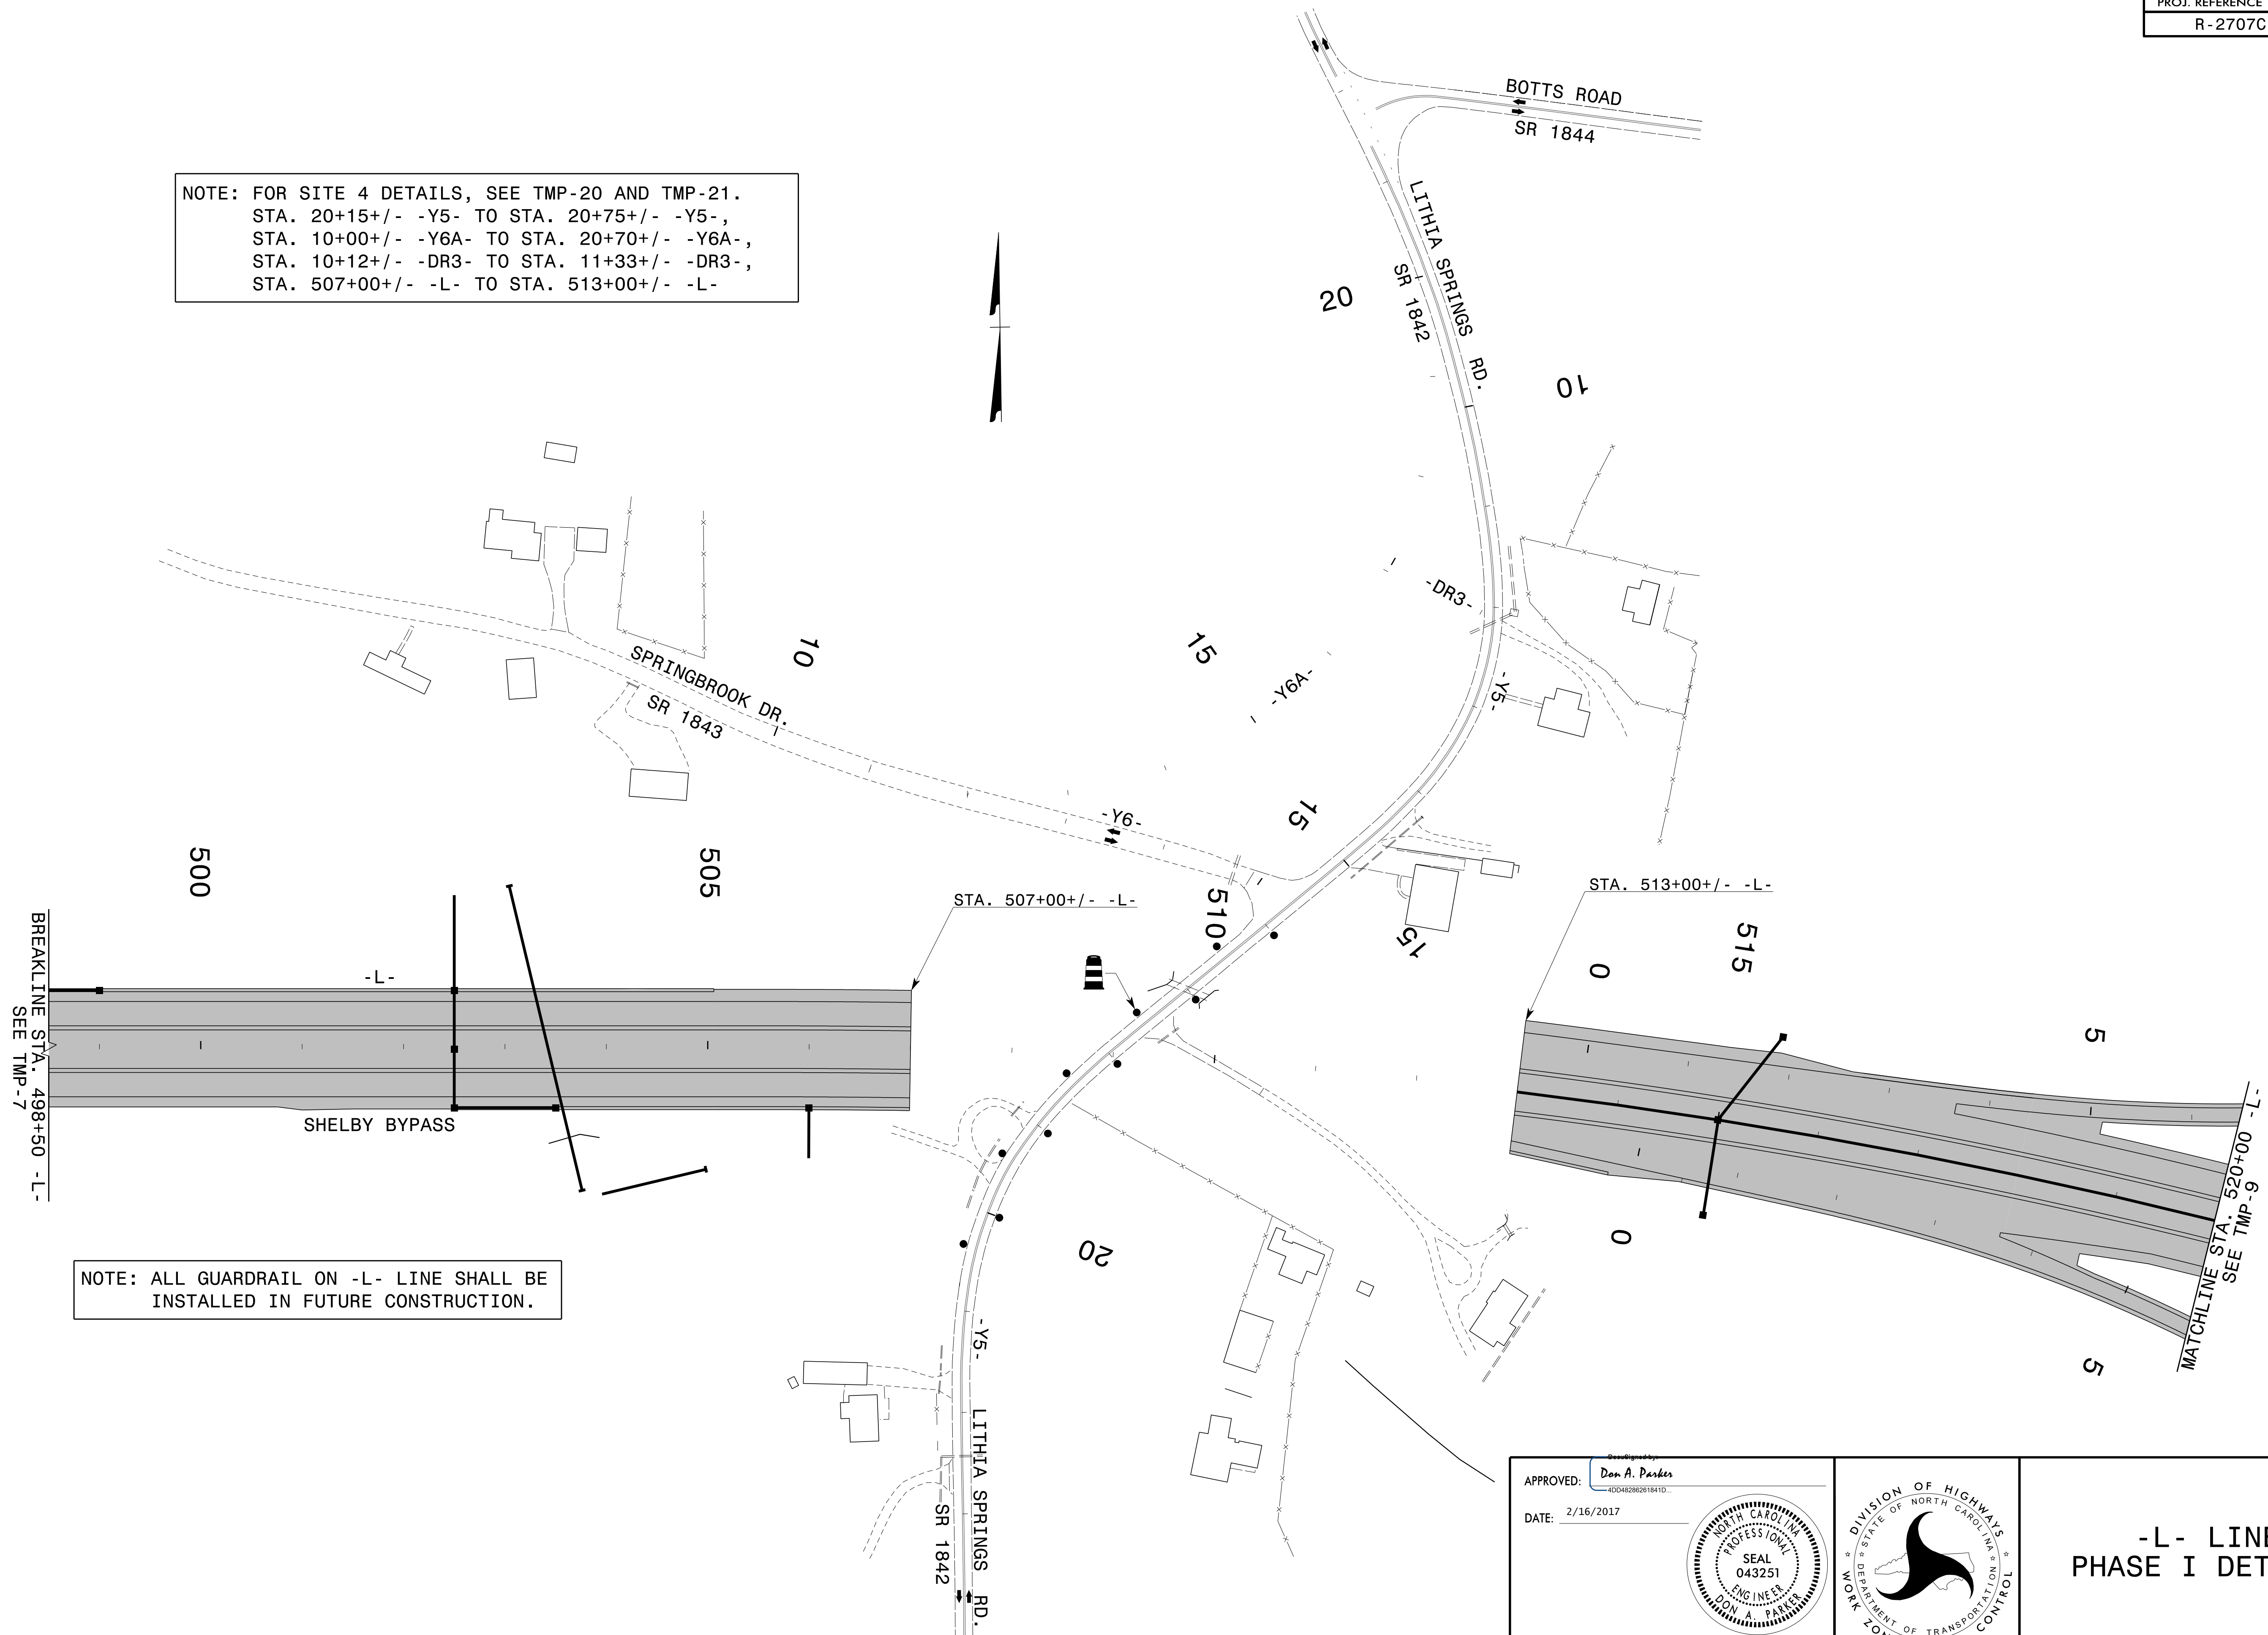 PROJ. REFERENCE
R-2707C
BOTTS ROAD
SR 1844
NOTE: FOR SITE 4 DETAILS, SEE TMP-20 AND TMP-21.
STA. 20+15+/- -Y5- TO STA. 20+75+/- -Y5-,
STA. 10+00+/- -Y6A- TO STA. 20+70+/- -Y6A-,
STA. 10+12+/- -DR3- TO STA. 11+33+/- -DR3-,
STA. 507+00+/- -L- TO STA. 513+00+/- -L-
LITHIA SPRINGS RD.
SR 1842
20
10
-DR3-
15
-Y6A-
-Y5-
10
SPRINGBROOK DR.
SR 1843
-Y6-
15
500
505
510
15
STA. 507+00+/- -L-
STA. 513+00+/- -L-
0
515
5
BREAKLINE STA. 498+50 -L-
SEE TMP-7
-L-
SHELBY BYPASS
MATCHLINE STA. 520+00 -L-
SEE TMP-9
0
5
20
NOTE: ALL GUARDRAIL ON -L- LINE SHALL BE
INSTALLED IN FUTURE CONSTRUCTION.
-Y5-
LITHIA SPRINGS RD.
SR 1842
APPROVED:
DocuSigned by:
Don A. Parker
4DD48286261841D...
DATE: 2/16/2017
NORTH CAROLINA
PROFESSIONAL
SEAL
043251
ENGINEER
DON A. PARKER
DIVISION OF HIGHWAYS
STATE OF NORTH CAROLINA
DEPARTMENT OF TRANSPORTATION
WORK ZON
CONTROL
-L- LINE
PHASE I DET